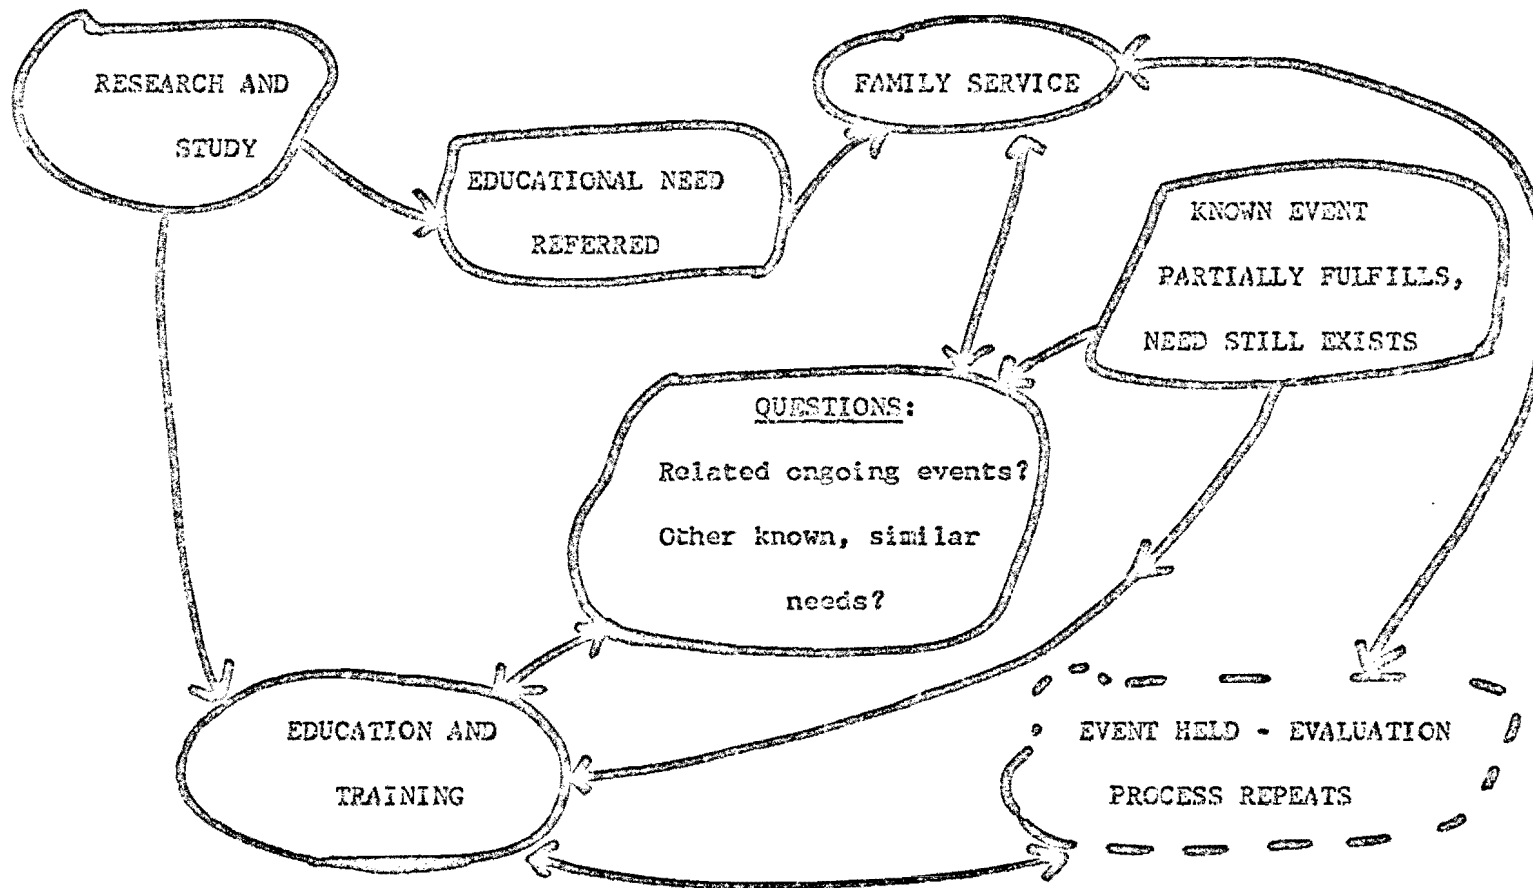 RESEARCH AND
STUDY
FAMILY SERVICE
EDUCATIONAL NEED
REFERRED
KNOWN EVENT
PARTIALLY FULFILLS,
NEED STILL EXISTS
QUESTIONS:
Related ongoing events?
Other known, similar
needs?
EDUCATION AND
TRAINING
EVENT HELD - EVALUATION
PROCESS REPEATS